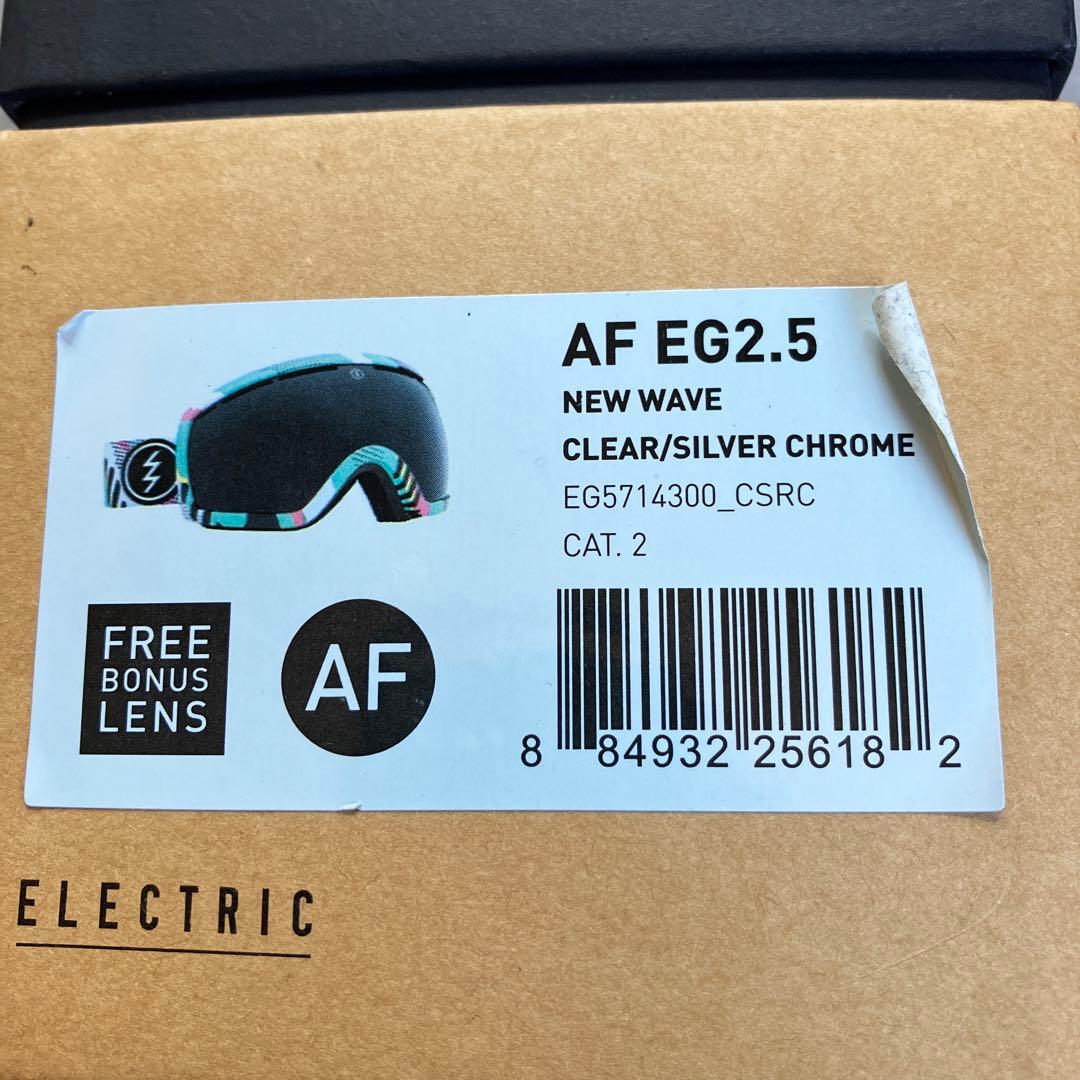 AF EG2.5
NEW WAVE
CLEAR/SILVER CHROME
EG5714300_CSRC
CAT. 2
FREE
BONUS
LENS
AF
8 84932 25618 2
ELECTRIC